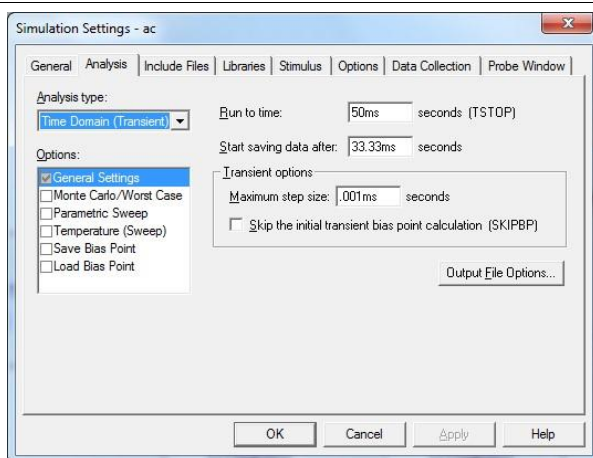 Simulation Settings - ac
General Analysis Include Files Libraries Stimulus Options Data Collection Probe Window
Analysis type:
Time Domain (Transient)
Options:
General Settings
Monte Carlo/Worst Case
Parametric Sweep
Temperature (Sweep)
Save Bias Point
Load Bias Point
Run to time: 50ms seconds (TSTOP)
Start saving data after: 33.33ms seconds
Transient options
Maximum step size: .001ms seconds
Skip the initial transient bias point calculation (SKIPBP)
Output File Options...
OK Cancel Apply Help